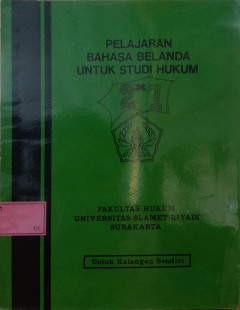 PELAJARAN
BAHASA BELANDA
UNTUK STUDI HUKUM
FAKULTAS HUKUM
UNIVERSITAS SLAMET RIYADI
SURAKARTA
Untuk Kalangan Sendiri